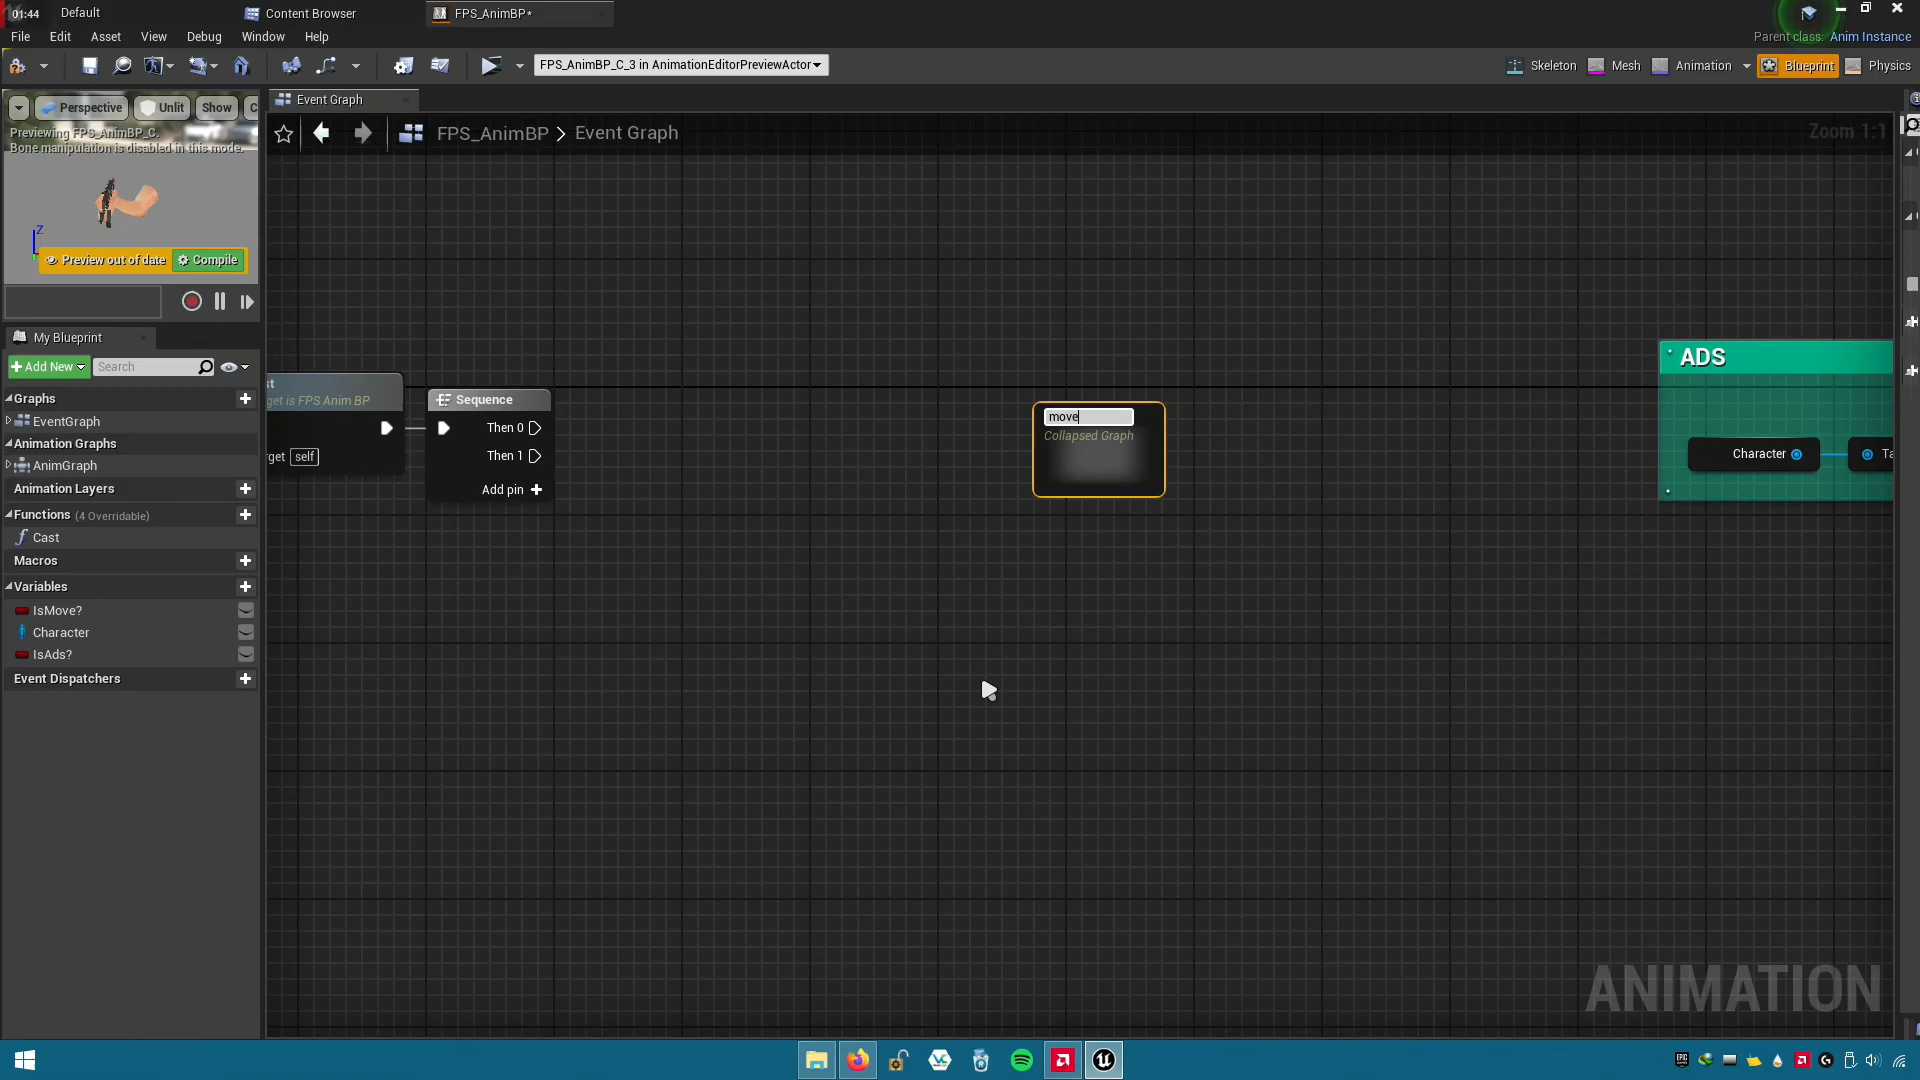 01:44
Default
Content Browser
FPS_AnimBP*
File Edit Asset View Debug Window Help
Parent class: Anim Instance
FPS_AnimBP_C_3 in AnimationEditorPreviewActor
Skeleton Mesh Animation Blueprint Physics
Event Graph
Perspective Unlit Show C
Previewing FPS_AnimBP_C.
Bone manipulation is disabled in this mode.
FPS_AnimBP > Event Graph
Zoom 1:1
Z
Preview out of date Compile
My Blueprint
Add New Search
Graphs
EventGraph
Animation Graphs
AnimGraph
Animation Layers
Functions (4 Overridable)
Cast
Macros
Variables
IsMove?
Character
IsAds?
Event Dispatchers
st
get is FPS Anim BP
rget self
Sequence
Then 0
Then 1
Add pin +
move
Collapsed Graph
ADS
Character
Ta
ANIMATION